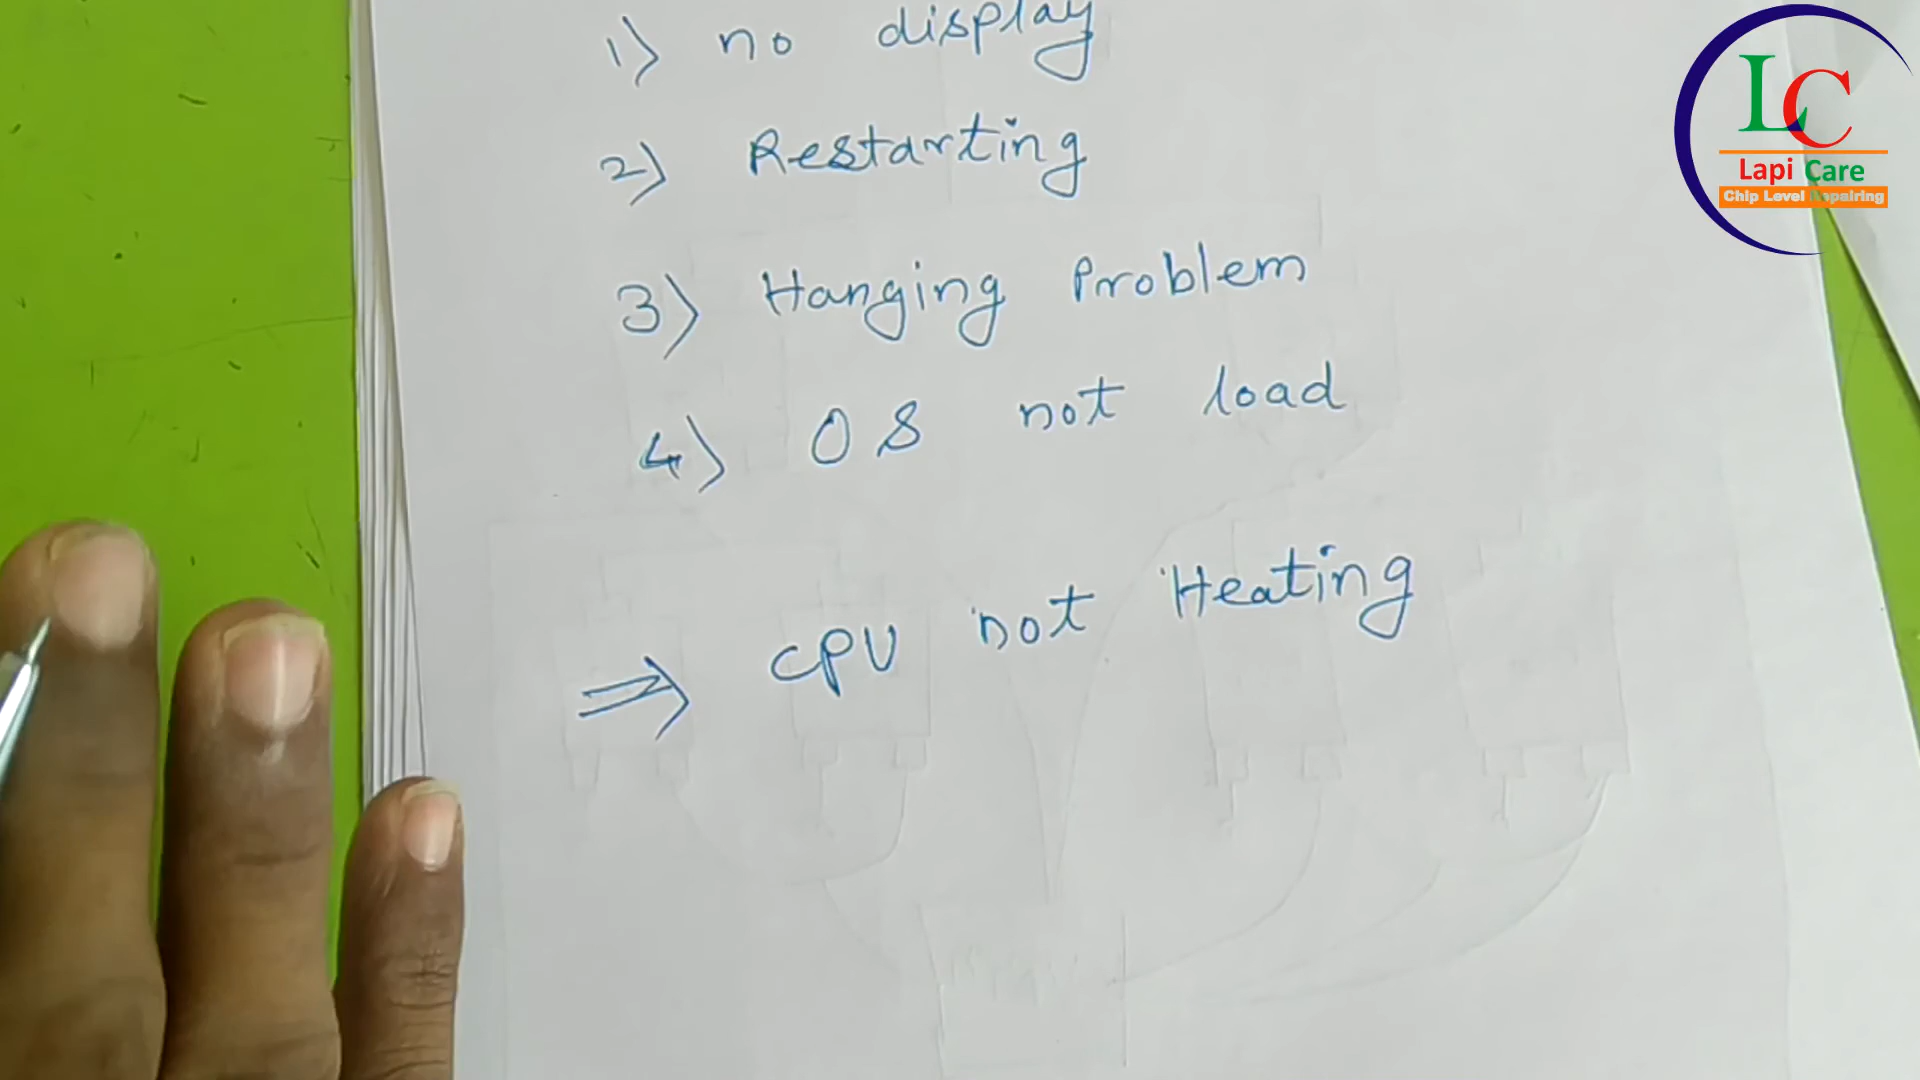 1) no display
2) Restarting
3) Hanging Problem
4) OS not load
⇒ CPU not Heating
LC
Lapi Care
Chip Level Repairing